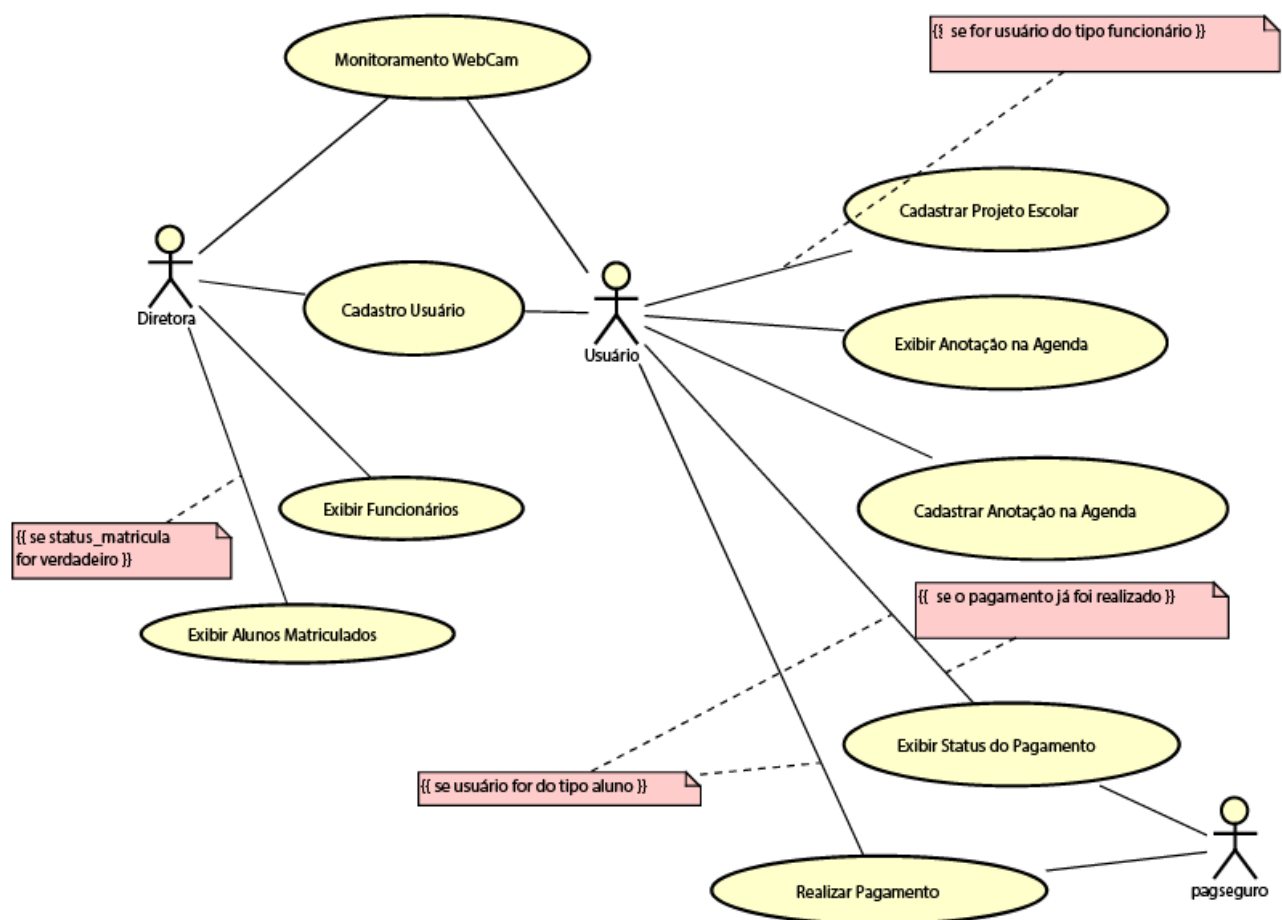 {{ se for usuário do tipo funcionário }}
Monitoramento WebCam
Cadastrar Projeto Escolar
Diretora
Cadastro Usuário
Usuário
Exibir Anotação na Agenda
Exibir Funcionários
Cadastrar Anotação na Agenda
{{ se status_matricula
for verdadeiro }}
{{ se o pagamento já foi realizado }}
Exibir Alunos Matriculados
Exibir Status do Pagamento
{{ se usuário for do tipo aluno }}
Realizar Pagamento
pagseguro